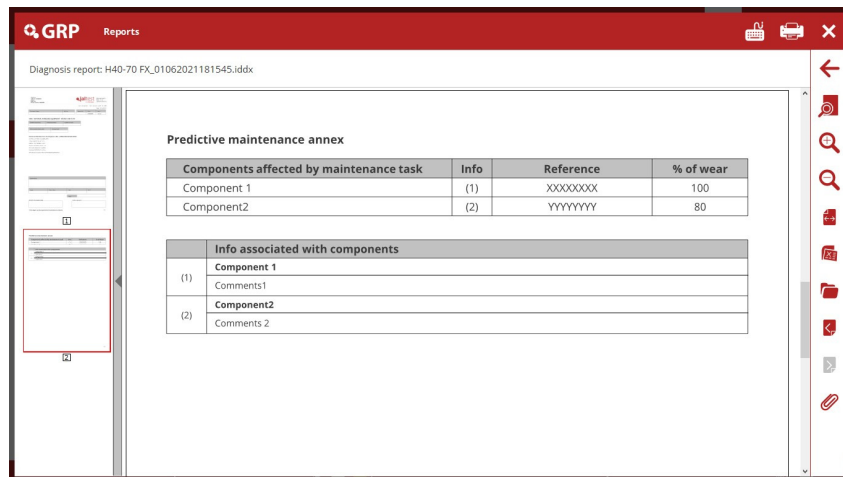 GRP Reports
Diagnosis report: H40-70 FX_01062021181545.iddx
Predictive maintenance annex
Components affected by maintenance task Info Reference % of wear
Component 1 (1) XXXXXXXX 100
Component2 (2) YYYYYYYY 80
Info associated with components
(1) Component 1
Comments1
(2) Component2
Comments 2
1
2